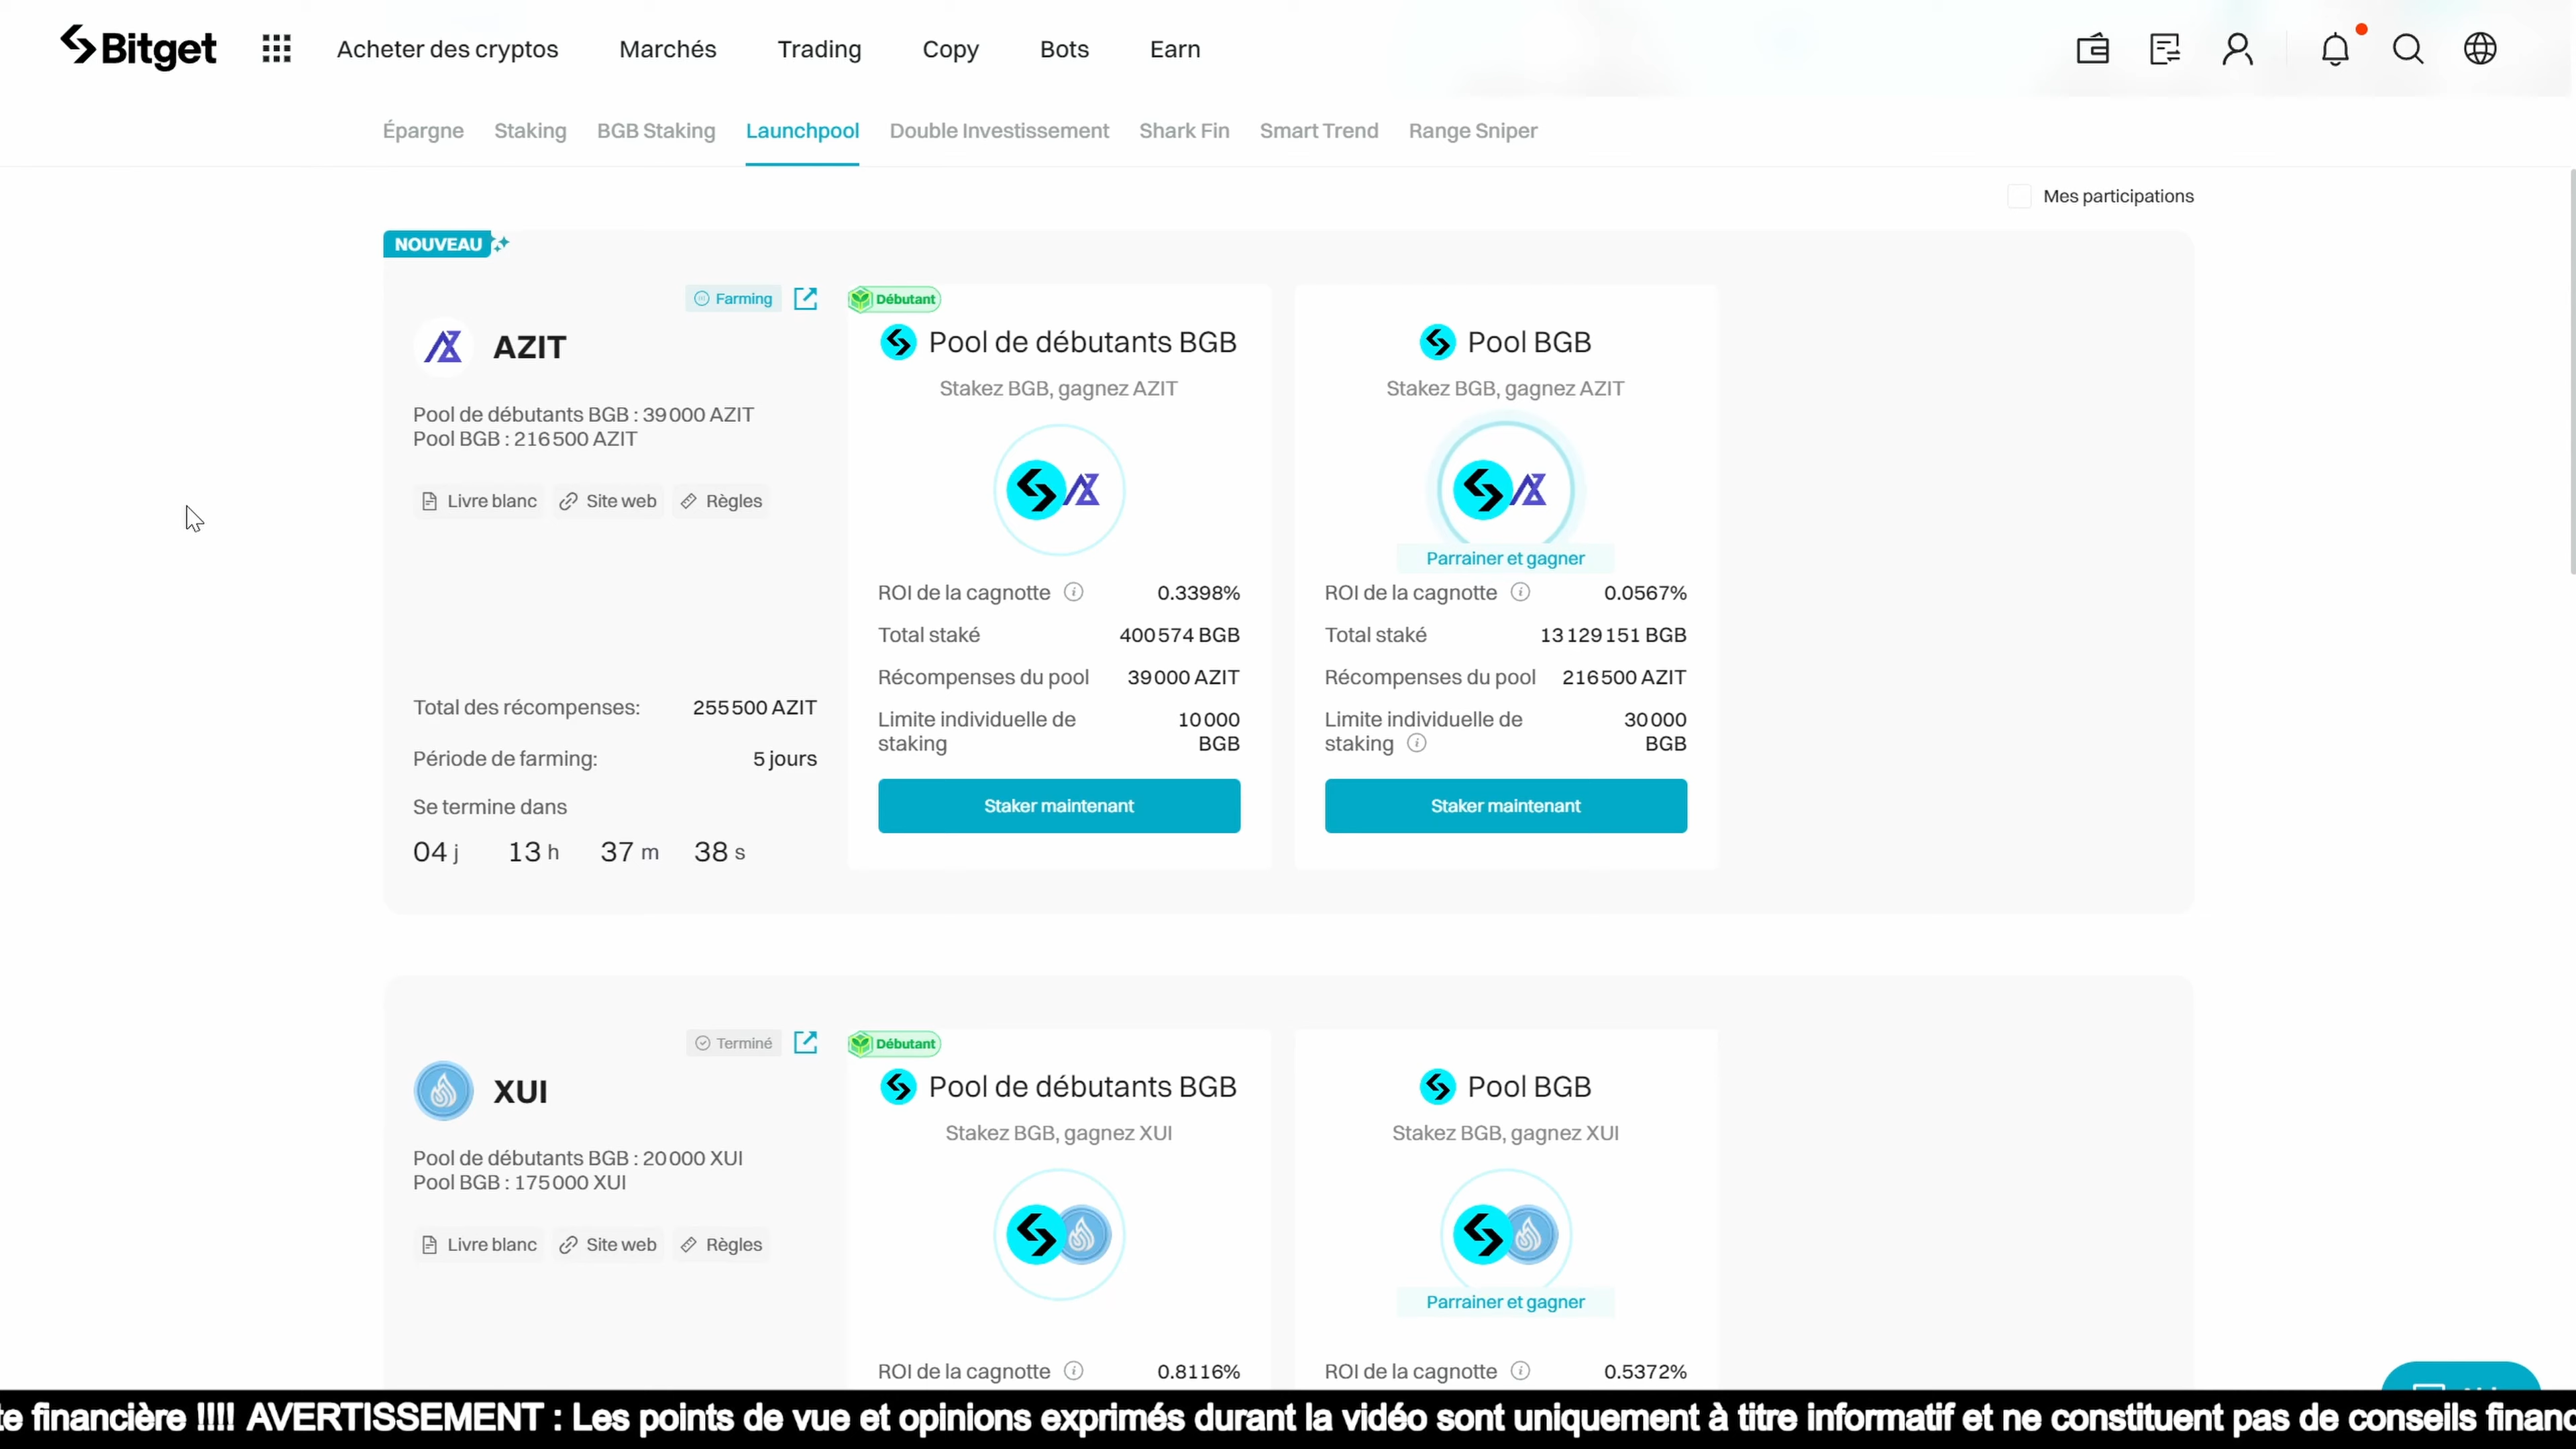 Bitget
Acheter des cryptos
Marchés
Trading
Copy
Bots
Earn
Épargne
Staking
BGB Staking
Launchpool
Double Investissement
Shark Fin
Smart Trend
Range Sniper
Mes participations
NOUVEAU
Farming
AZIT
Pool de débutants BGB : 39 000 AZIT
Pool BGB : 216 500 AZIT
Livre blanc
Site web
Règles
Total des récompenses: 255 500 AZIT
Période de farming: 5 jours
Se termine dans
04 j 13 h 37 m 38 s
Débutant
Pool de débutants BGB
Stakez BGB, gagnez AZIT
ROI de la cagnotte 0.3398%
Total staké 400 574 BGB
Récompenses du pool 39 000 AZIT
Limite individuelle de 10 000
staking BGB
Staker maintenant
Pool BGB
Stakez BGB, gagnez AZIT
Parrainer et gagner
ROI de la cagnotte 0.0567%
Total staké 13 129 151 BGB
Récompenses du pool 216 500 AZIT
Limite individuelle de 30 000
staking BGB
Staker maintenant
Terminé
XUI
Pool de débutants BGB : 20 000 XUI
Pool BGB : 175 000 XUI
Livre blanc
Site web
Règles
Débutant
Pool de débutants BGB
Stakez BGB, gagnez XUI
ROI de la cagnotte 0.8116%
Pool BGB
Stakez BGB, gagnez XUI
Parrainer et gagner
ROI de la cagnotte 0.5372%
te financière !!!! AVERTISSEMENT : Les points de vue et opinions exprimés durant la vidéo sont uniquement à titre informatif et ne constituent pas de conseils financ